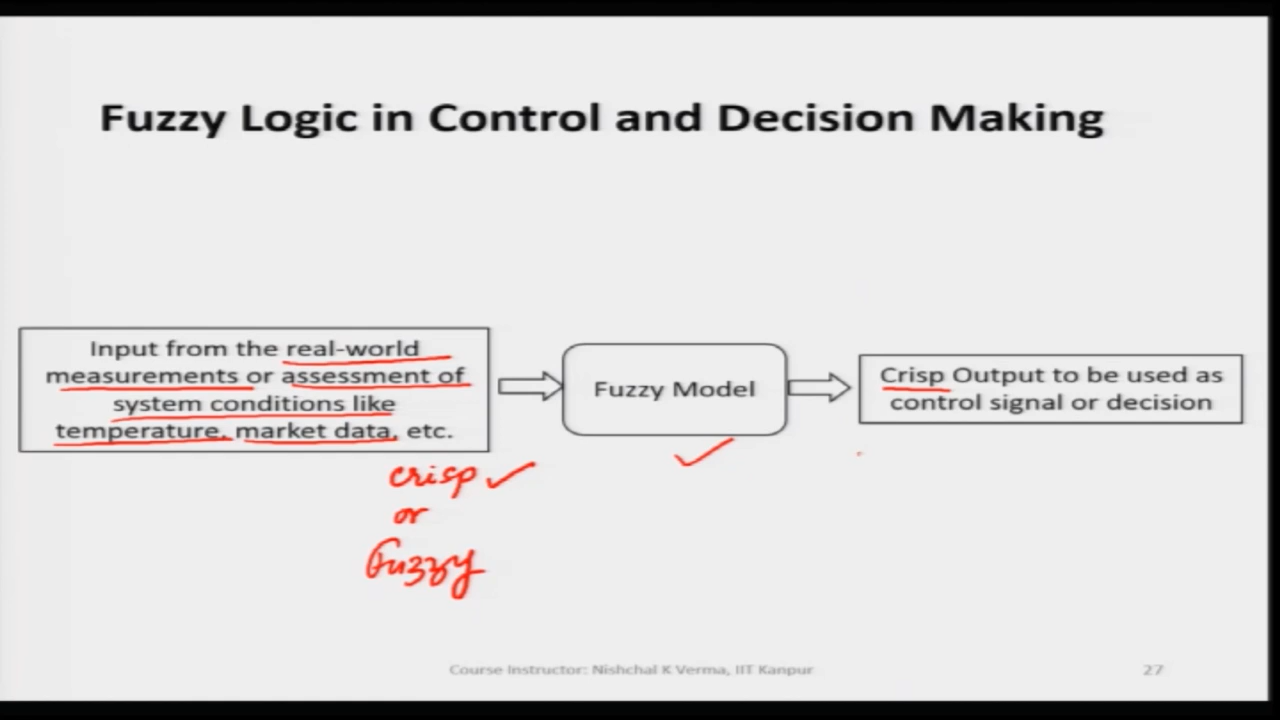 Fuzzy Logic in Control and Decision Making
Input from the real-world
measurements or assessment of
system conditions like
temperature, market data, etc.
Fuzzy Model
Crisp Output to be used as
control signal or decision
crisp
or
Fuzzy
Course Instructor: Nishchal K Verma, IIT Kanpur
27